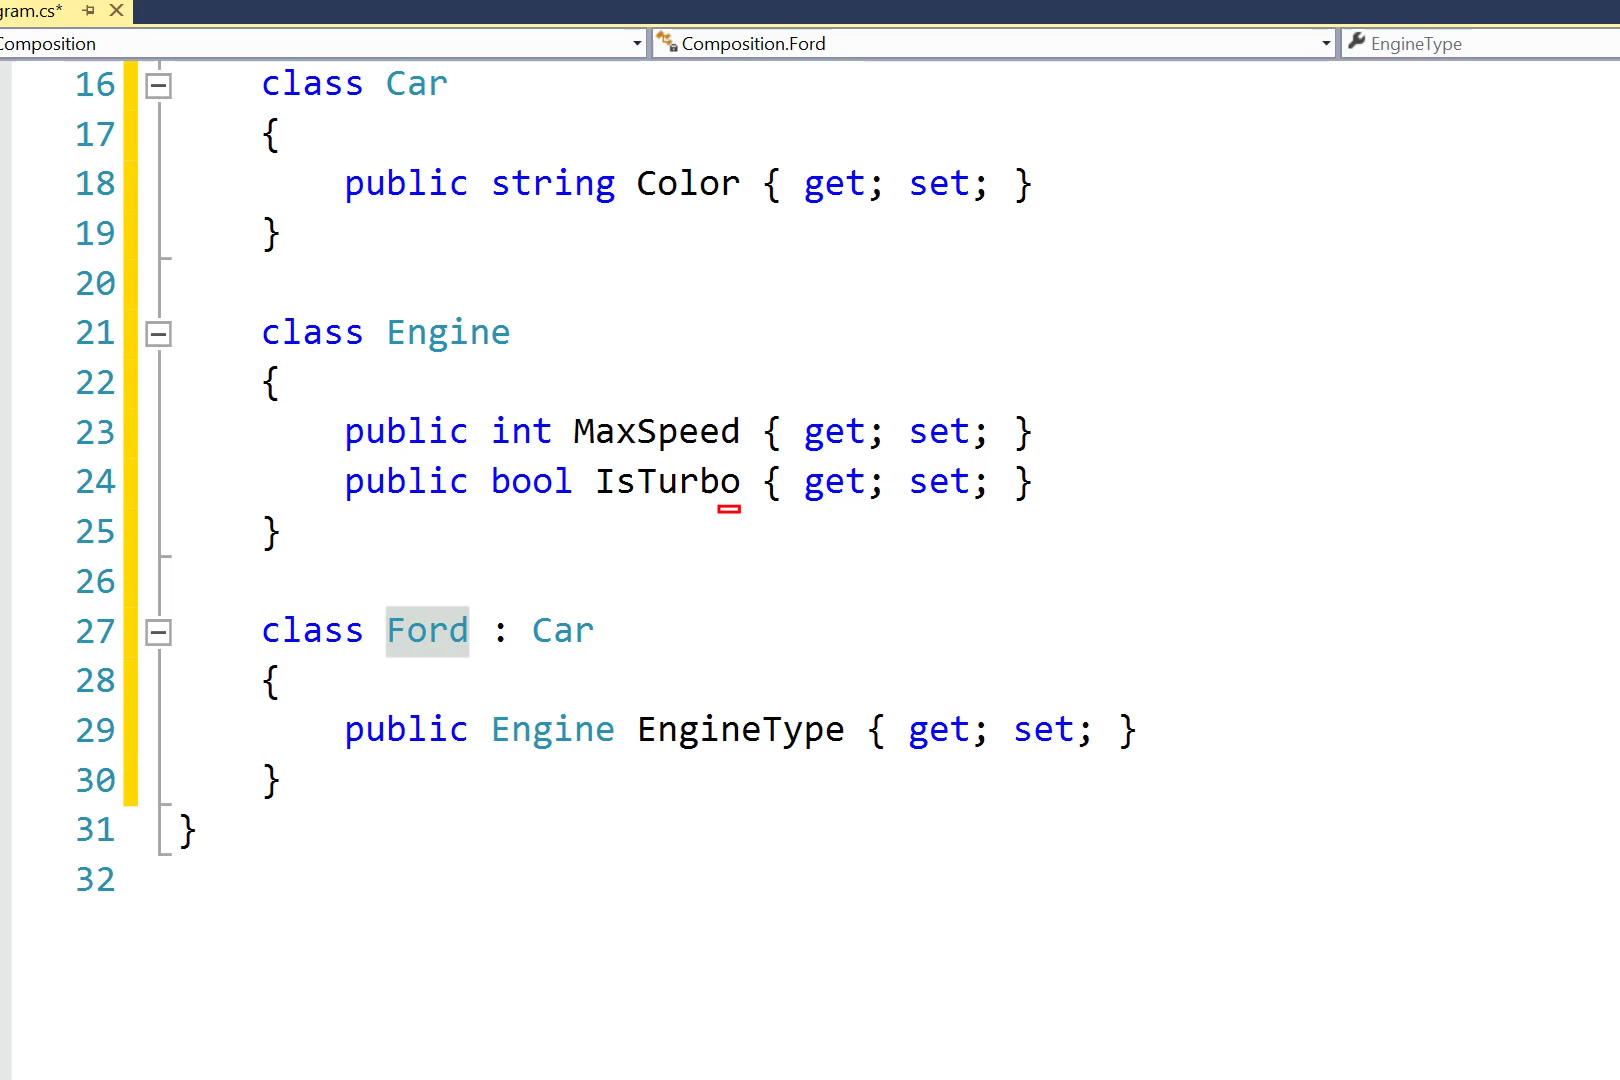 gram.cs*
Composition
Composition.Ford
EngineType
16 class Car
17 {
18 public string Color { get; set; }
19 }
20
21 class Engine
22 {
23 public int MaxSpeed { get; set; }
24 public bool IsTurbo { get; set; }
25 }
26
27 class Ford : Car
28 {
29 public Engine EngineType { get; set; }
30 }
31 }
32